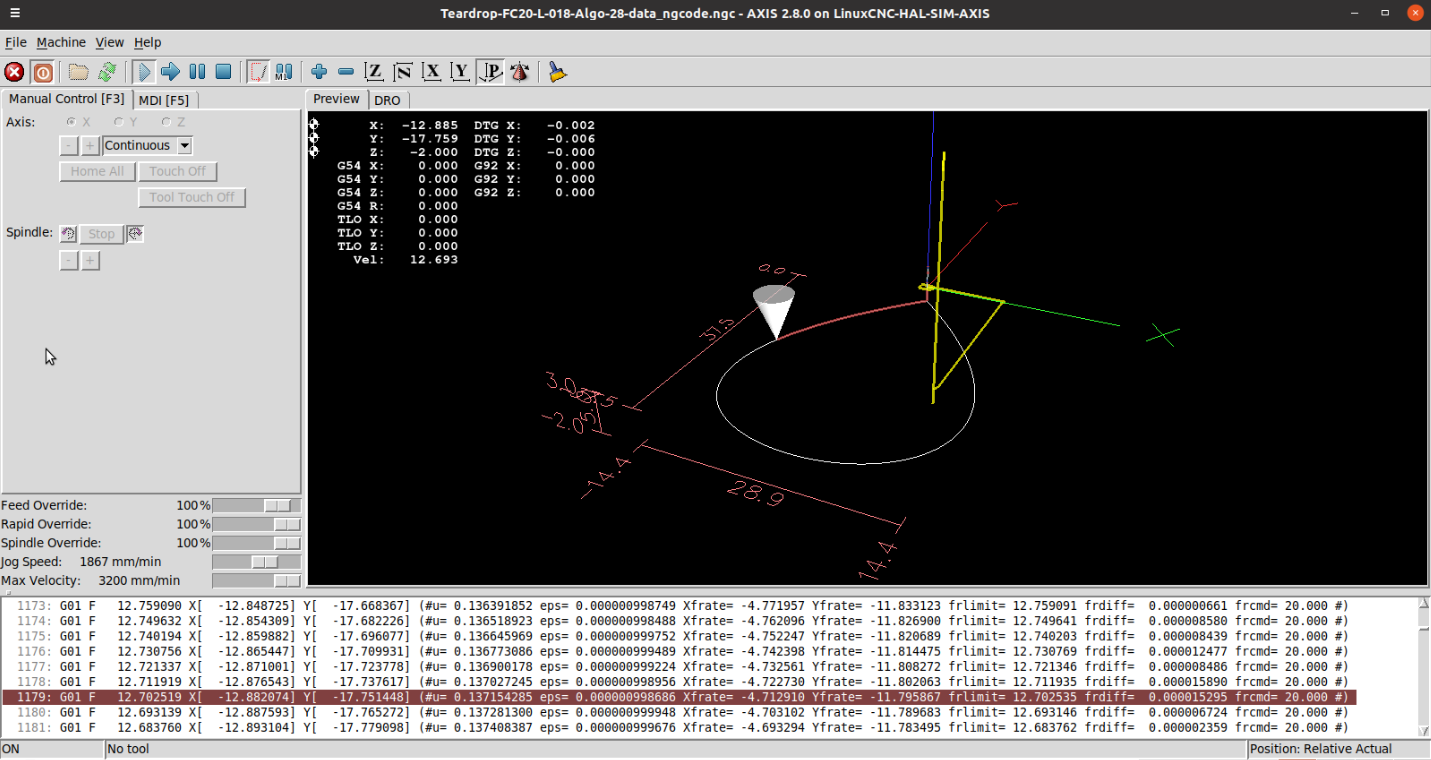 Teardrop-FC20-L-018-Algo-28-data_ngcode.ngc - AXIS 2.8.0 on LinuxCNC-HAL-SIM-AXIS
File Machine View Help
Z X Y P
Manual Control [F3] MDI [F5]
Preview DRO
Axis: X Y Z
- + Continuous
Home All Touch Off
Tool Touch Off
Spindle: Stop
- +
X: -12.885 DTG X: -0.002
Y: -17.759 DTG Y: -0.006
Z: -2.000 DTG Z: -0.000
G54 X: 0.000 G92 X: 0.000
G54 Y: 0.000 G92 Y: 0.000
G54 Z: 0.000 G92 Z: 0.000
G54 R: 0.000
TLO X: 0.000
TLO Y: 0.000
TLO Z: 0.000
Vel: 12.693
Y
X
28.9
-14.4
14.4
Feed Override: 100%
Rapid Override: 100%
Spindle Override: 100%
Jog Speed: 1867 mm/min
Max Velocity: 3200 mm/min
1173: G01 F 12.759090 X[ -12.848725] Y[ -17.668367] (#u= 0.136391852 eps= 0.000000998749 Xfrate= -4.771957 Yfrate= -11.833123 frlimit= 12.759091 frdiff= 0.000000661 frcmd= 20.000 #)
1174: G01 F 12.749632 X[ -12.854309] Y[ -17.682226] (#u= 0.136518923 eps= 0.000000998488 Xfrate= -4.762096 Yfrate= -11.826900 frlimit= 12.749641 frdiff= 0.000008580 frcmd= 20.000 #)
1175: G01 F 12.740194 X[ -12.859882] Y[ -17.696077] (#u= 0.136645969 eps= 0.000000999752 Xfrate= -4.752247 Yfrate= -11.820689 frlimit= 12.740203 frdiff= 0.000008439 frcmd= 20.000 #)
1176: G01 F 12.730756 X[ -12.865447] Y[ -17.709931] (#u= 0.136773086 eps= 0.000000999489 Xfrate= -4.742398 Yfrate= -11.814475 frlimit= 12.730769 frdiff= 0.000012477 frcmd= 20.000 #)
1177: G01 F 12.721337 X[ -12.871001] Y[ -17.723778] (#u= 0.136900178 eps= 0.000000999224 Xfrate= -4.732561 Yfrate= -11.808272 frlimit= 12.721346 frdiff= 0.000008486 frcmd= 20.000 #)
1178: G01 F 12.711919 X[ -12.876543] Y[ -17.737617] (#u= 0.137027245 eps= 0.000000998956 Xfrate= -4.722730 Yfrate= -11.802063 frlimit= 12.711935 frdiff= 0.000015890 frcmd= 20.000 #)
1179: G01 F 12.702519 X[ -12.882074] Y[ -17.751448] (#u= 0.137154285 eps= 0.000000998686 Xfrate= -4.712910 Yfrate= -11.795867 frlimit= 12.702535 frdiff= 0.000015295 frcmd= 20.000 #)
1180: G01 F 12.693139 X[ -12.887593] Y[ -17.765272] (#u= 0.137281300 eps= 0.000000999948 Xfrate= -4.703102 Yfrate= -11.789683 frlimit= 12.693146 frdiff= 0.000006724 frcmd= 20.000 #)
1181: G01 F 12.683760 X[ -12.893104] Y[ -17.779098] (#u= 0.137408387 eps= 0.000000999676 Xfrate= -4.693294 Yfrate= -11.783495 frlimit= 12.683762 frdiff= 0.000002359 frcmd= 20.000 #)
ON No tool Position: Relative Actual